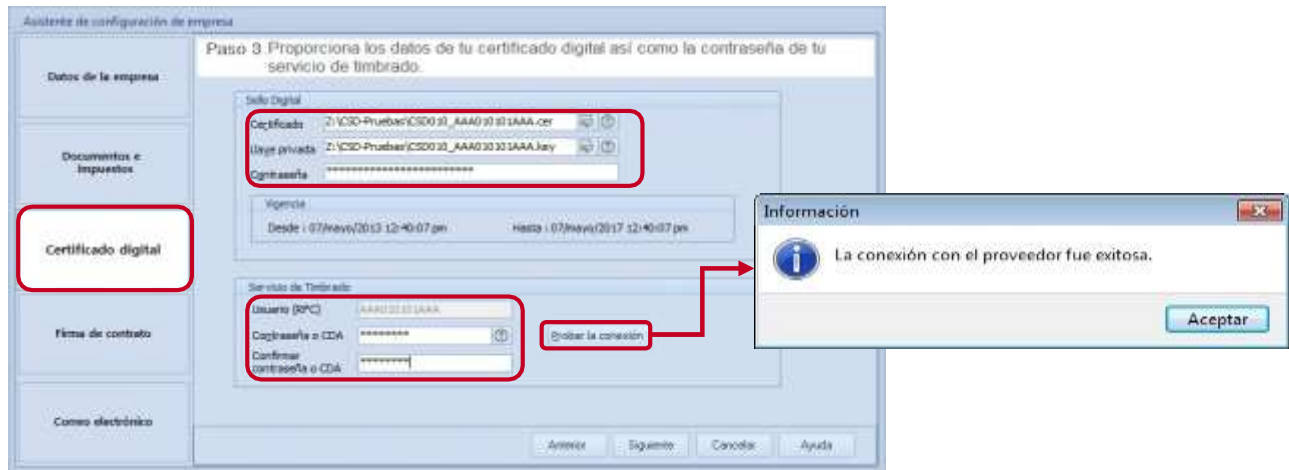 Asistente de configuración de empresa
Paso 3 Proporciona los datos de tu certificado digital así como la contraseña de tu
servicio de timbrado.
Datos de la empresa
Documentos e
impuestos
Certificado digital
Firma de contrato
Correo electrónico
Sello Digital
Certificado Z:\CSD-Pruebas\CSD010_AAA010101AAA.cer
Llave privada Z:\CSD-Pruebas\CSD010_AAA010101AAA.key
Contraseña ************************
Vigencia
Desde : 07/mayo/2013 12:40:07 pm Hasta : 07/mayo/2017 12:40:07 pm
Servicio de Timbrado
Usuario (RFC) AAA010101AAA
Contraseña o CDA ********
Confirmar
contraseña o CDA ********
Probar la conexión
Anterior Siguiente Cancelar Ayuda
Información
La conexión con el proveedor fue exitosa.
Aceptar